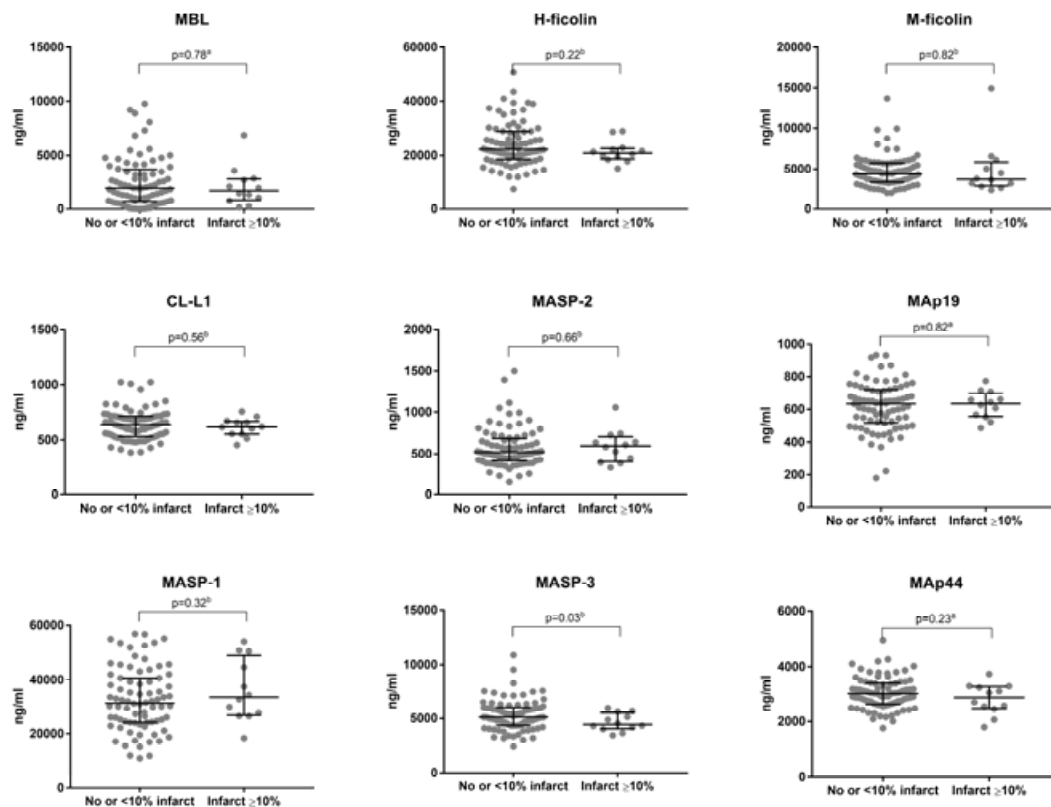 MBL
H-ficolin
M-ficolin
15000
p=0.78ᵃ
10000
ng/ml
5000
0
No or <10% infarct
Infarct ≥10%
60000
p=0.22ᵇ
40000
ng/ml
20000
0
No or <10% infarct
Infarct ≥10%
20000
p=0.82ᵇ
15000
ng/ml
10000
5000
0
No or <10% infarct
Infarct ≥10%
CL-L1
MASP-2
MAp19
1500
p=0.56ᵇ
1000
ng/ml
500
0
No or <10% infarct
Infarct ≥10%
2000
p=0.66ᵇ
1500
ng/ml
1000
500
0
No or <10% infarct
Infarct ≥10%
1000
p=0.82ᵃ
800
ng/ml
600
400
200
0
No or <10% infarct
Infarct ≥10%
MASP-1
MASP-3
MAp44
60000
p=0.32ᵇ
40000
ng/ml
20000
0
No or <10% infarct
Infarct ≥10%
15000
p=0.03ᵇ
10000
ng/ml
5000
0
No or <10% infarct
Infarct ≥10%
6000
p=0.23ᵃ
4000
ng/ml
2000
0
No or <10% infarct
Infarct ≥10%